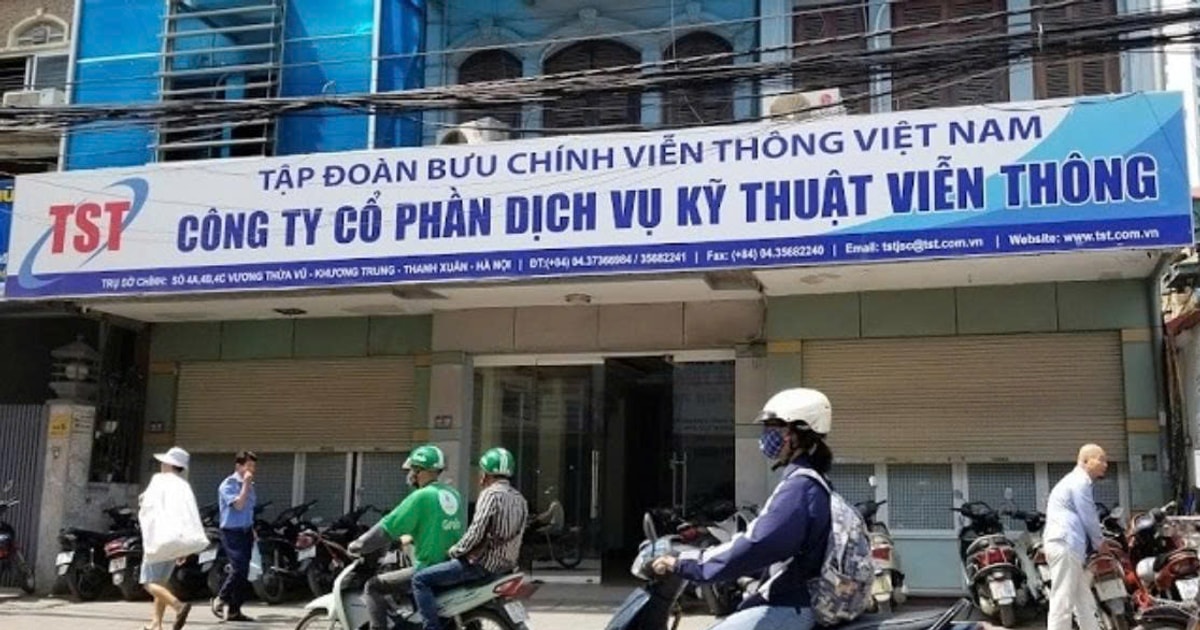 TẬP ĐOÀN BƯU CHÍNH VIỄN THÔNG VIỆT NAM
TST
CÔNG TY CỔ PHẦN DỊCH VỤ KỸ THUẬT VIỄN THÔNG
TRỤ SỞ CHÍNH: SỐ 4A,4B,4C VƯƠNG THỪA VŨ - KHƯƠNG TRUNG - THANH XUÂN - HÀ NỘI | ĐT:(+84) 04.37366984 / 35682241 | Fax: (+84) 04.35682240 | Email: tstjsc@tst.com.vn | Website: www.tst.com.vn
Grab